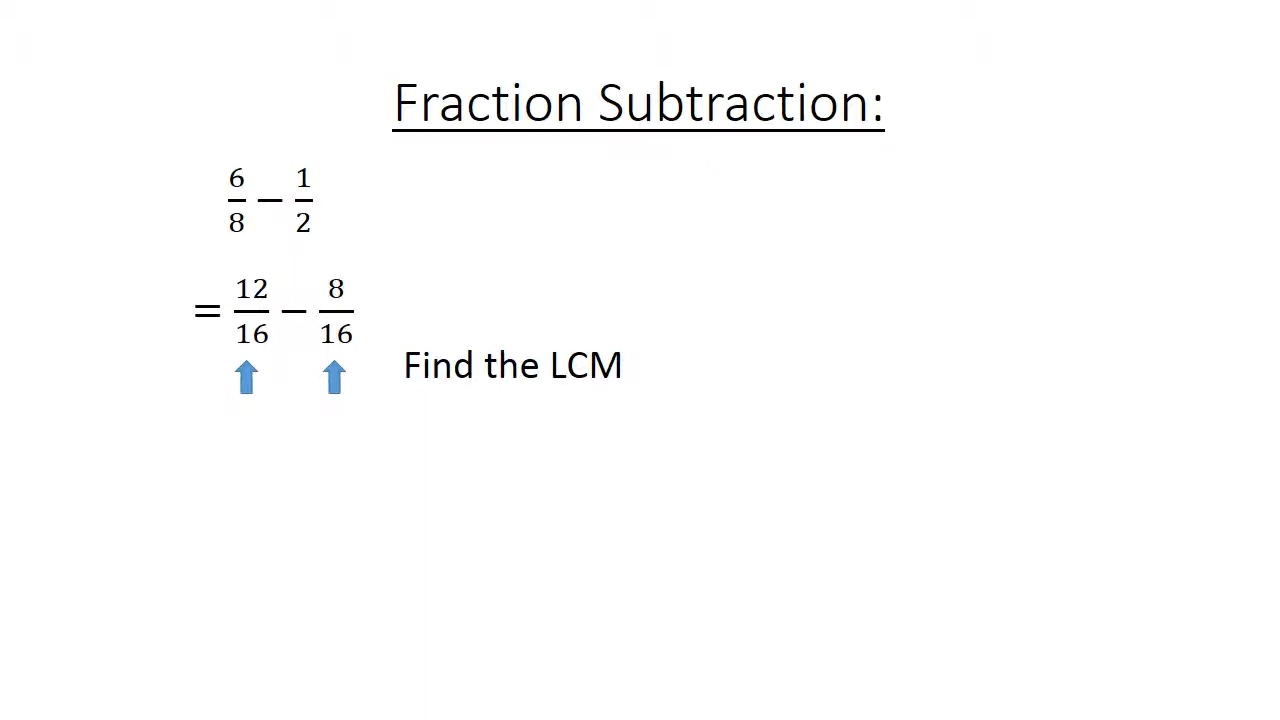 Fraction Subtraction:
6/8 − 1/2
= 12/16 − 8/16
Find the LCM